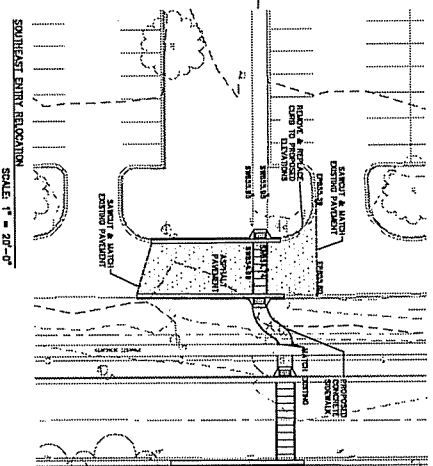 SAWCUT & MATCH
EXISTING PAVEMENT
REMOVE & REPLACE
CURB TO PROPOSED
ELEVATIONS
ASPHALT
PAVEMENT
SAWCUT & MATCH
EXISTING PAVEMENT
MATCH EXISTING
PROPOSED
CONCRETE
SIDEWALK
SOUTHEAST ENTRY RELOCATION
SCALE: 1" = 20'-0"